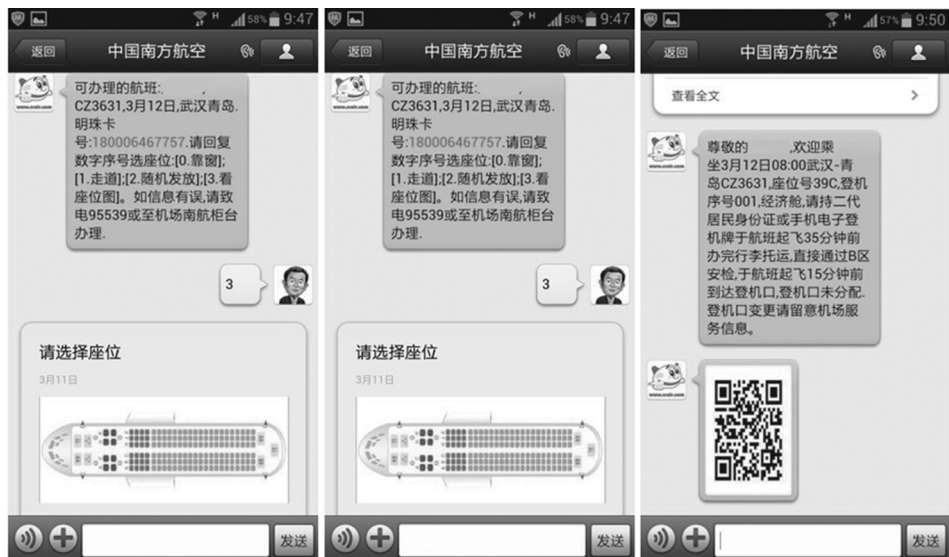 58% 9:47
返回
中国南方航空
可办理的航班:
CZ3631,3月12日,武汉青岛.
明珠卡
号:180006467757.请回复
数字序号选座位:[0.靠窗];
[1.走道];[2.随机发放];[3.看
座位图]。如信息有误,请致
电95539或至机场南航柜台
办理.
3
请选择座位
3月11日
发送
58% 9:47
返回
中国南方航空
可办理的航班:
CZ3631,3月12日,武汉青岛.
明珠卡
号:180006467757.请回复
数字序号选座位:[0.靠窗];
[1.走道];[2.随机发放];[3.看
座位图]。如信息有误,请致
电95539或至机场南航柜台
办理.
3
请选择座位
3月11日
发送
57% 9:50
返回
中国南方航空
查看全文
尊敬的 ,欢迎乘
坐3月12日08:00武汉-青
岛CZ3631,座位号39C,登机
序号001,经济舱,请持二代
居民身份证或手机电子登
机牌于航班起飞35分钟前
办完行李托运,直接通过B区
安检,于航班起飞15分钟前
到达登机口,登机口未分配.
登机口变更请留意机场服
务信息。
发送